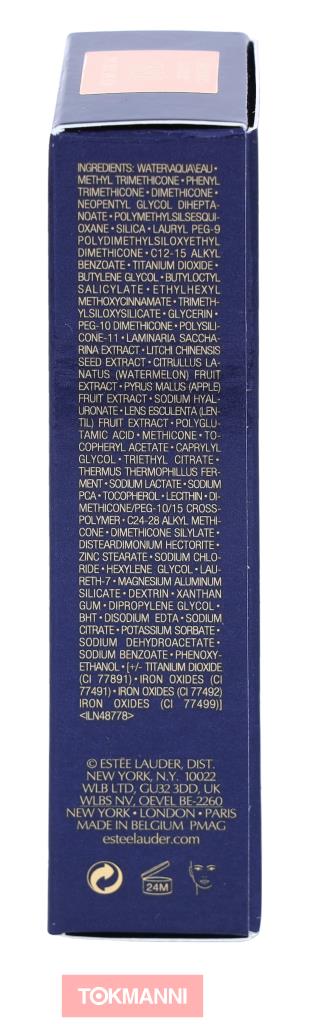 INGREDIENTS: WATER\AQUA\EAU •
METHYL TRIMETHICONE • PHENYL
TRIMETHICONE • DIMETHICONE •
NEOPENTYL GLYCOL DIHEPTA-
NOATE • POLYMETHYLSILSESQUI-
OXANE • SILICA • LAURYL PEG-9
POLYDIMETHYLSILOXYETHYL
DIMETHICONE • C12-15 ALKYL
BENZOATE • TITANIUM DIOXIDE •
BUTYLENE GLYCOL • BUTYLOCTYL
SALICYLATE • ETHYLHEXYL
METHOXYCINNAMATE • TRIMETH-
YLSILOXYSILICATE • GLYCERIN •
PEG-10 DIMETHICONE • POLYSILI-
CONE-11 • LAMINARIA SACCHA-
RINA EXTRACT • LITCHI CHINENSIS
SEED EXTRACT • CITRULLUS LA-
NATUS (WATERMELON) FRUIT
EXTRACT • PYRUS MALUS (APPLE)
FRUIT EXTRACT • SODIUM HYAL-
URONATE • LENS ESCULENTA (LEN-
TIL) FRUIT EXTRACT • POLYGLU-
TAMIC ACID • METHICONE • TO-
COPHERYL ACETATE • CAPRYLYL
GLYCOL • TRIETHYL CITRATE •
THERMUS THERMOPHILLUS FER-
MENT • SODIUM LACTATE • SODIUM
PCA • TOCOPHEROL • LECITHIN • DI-
METHICONE/PEG-10/15 CROSS-
POLYMER • C24-28 ALKYL METHI-
CONE • DIMETHICONE SILYLATE •
DISTEARDIMONIUM HECTORITE •
ZINC STEARATE • SODIUM CHLO-
RIDE • HEXYLENE GLYCOL • LAU-
RETH-7 • MAGNESIUM ALUMINUM
SILICATE • DEXTRIN • XANTHAN
GUM • DIPROPYLENE GLYCOL •
BHT • DISODIUM EDTA • SODIUM
CITRATE • POTASSIUM SORBATE •
SODIUM DEHYDROACETATE •
SODIUM BENZOATE • PHENOXY-
ETHANOL • [+/- TITANIUM DIOXIDE
(CI 77891) • IRON OXIDES (CI
77491) • IRON OXIDES (CI 77492)
IRON OXIDES (CI 77499)]
<ILN48778>
© ESTÉE LAUDER, DIST.
NEW YORK, N.Y. 10022
WLB LTD, GU32 3DD, UK
WLBS NV, OEVEL BE-2260
NEW YORK • LONDON • PARIS
MADE IN BELGIUM PMAG
esteelauder.com
24M
TOKMANNI